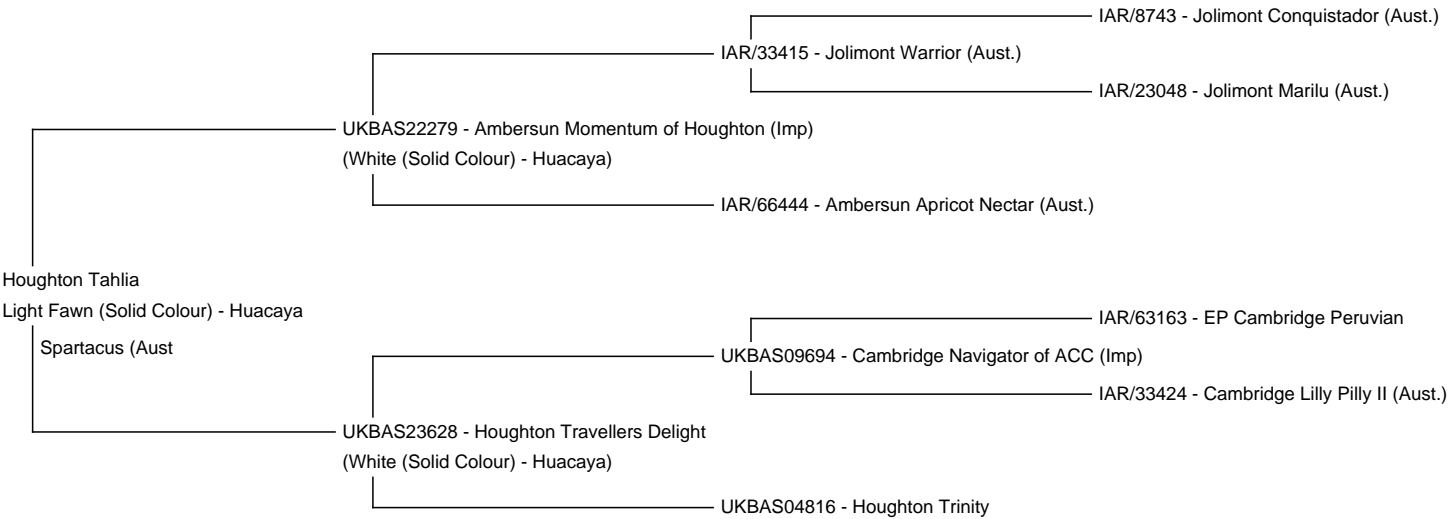 IAR/8743 - Jolimont Conquistador (Aust.)
IAR/33415 - Jolimont Warrior (Aust.)
IAR/23048 - Jolimont Marilu (Aust.)
UKBAS22279 - Ambersun Momentum of Houghton (Imp)
(White (Solid Colour) - Huacaya)
IAR/66444 - Ambersun Apricot Nectar (Aust.)
Houghton Tahlia
Light Fawn (Solid Colour) - Huacaya
Spartacus (Aust
IAR/63163 - EP Cambridge Peruvian
UKBAS09694 - Cambridge Navigator of ACC (Imp)
IAR/33424 - Cambridge Lilly Pilly II (Aust.)
UKBAS23628 - Houghton Travellers Delight
(White (Solid Colour) - Huacaya)
UKBAS04816 - Houghton Trinity